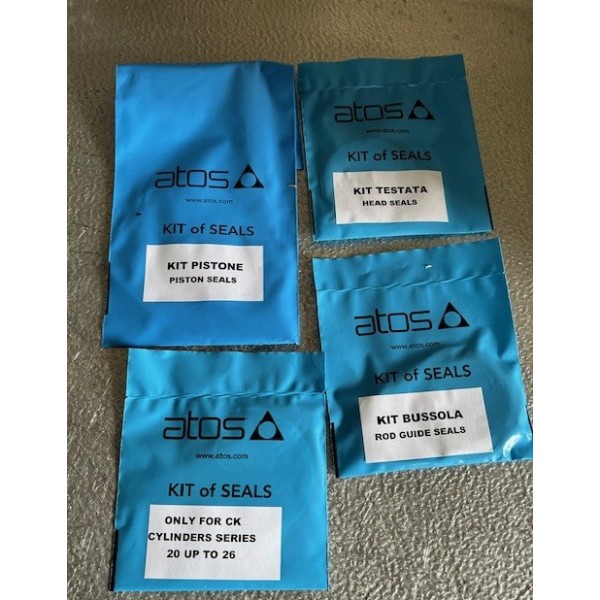 atos
www.atos.com
KIT of SEALS
KIT PISTONE
PISTON SEALS
atos
www.atos.com
KIT of SEALS
KIT TESTATA
HEAD SEALS
atos
www.atos.com
KIT of SEALS
KIT BUSSOLA
ROD GUIDE SEALS
atos
www.atos.com
KIT of SEALS
ONLY FOR CK
CYLINDERS SERIES
20 UP TO 26